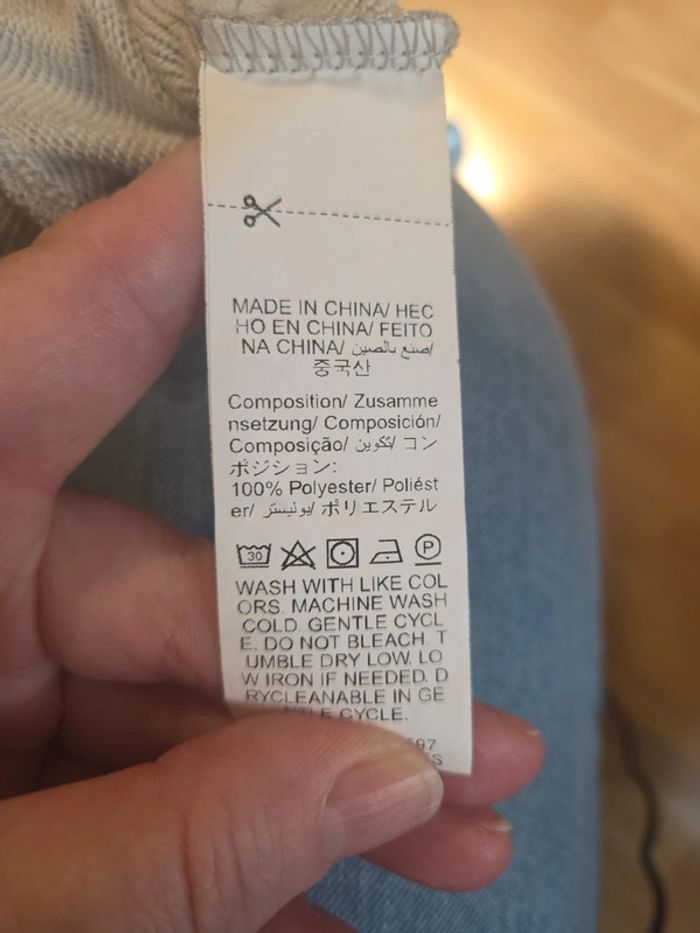 MADE IN CHINA/ HEC
HO EN CHINA/ FEITO
NA CHINA/ صنع بالصين/
중국산
Composition/ Zusamme
nsetzung/ Composición/
Composição/ تكوين/ コン
ポジション:
100% Polyester/ Poliést
er/ بوليستر/ ポリエステル
30 P
WASH WITH LIKE COL
ORS. MACHINE WASH
COLD GENTLE CYCL
E. DO NOT BLEACH. T
UMBLE DRY LOW. LO
W IRON IF NEEDED. D
RYCLEANABLE IN GE
NTLE CYCLE.
97
S